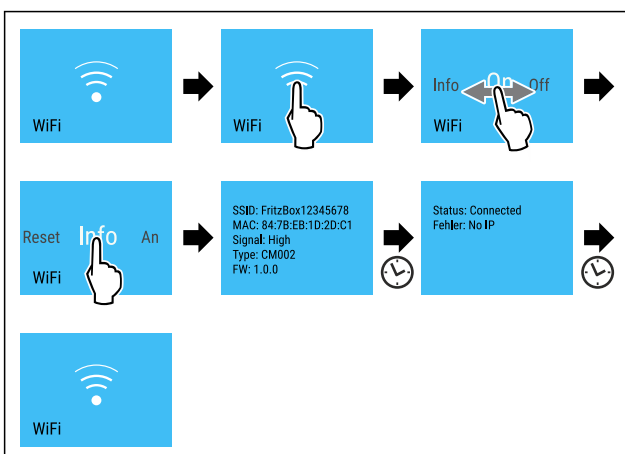 WiFi
WiFi
Info On Off
WiFi
Reset Info An
WiFi
SSID: FritzBox12345678
MAC: 84:7B:EB:1D:2D:C1
Signal: High
Type: CM002
FW: 1.0.0
Status: Connected
Fehler: No IP
WiFi